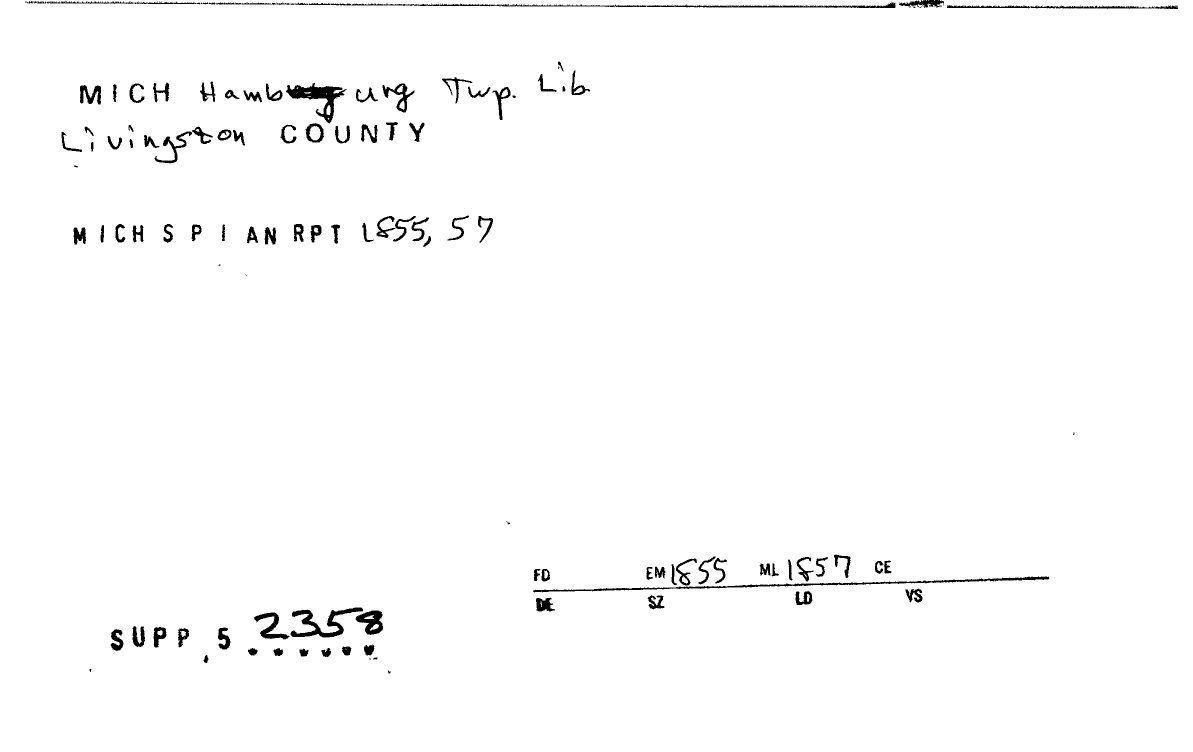 MICH Hamburg Twp. Lib
Livingston COUNTY
MICH S P I AN RPT 1855, 57
FD EM 1855 ML 1857 CE
DE SZ LD VS
SUPP, 5 2358